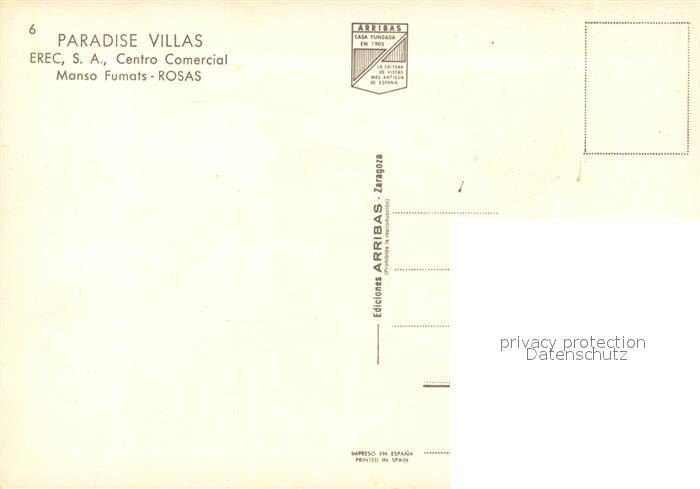 6
PARADISE VILLAS
EREC, S. A., Centro Comercial
Manso Fumats - ROSAS
ARRIBAS
CASA FUNDADA
EN 1905
LA EDITORA
DE VISTAS
MAS ANTIGUA
DE ESPAÑA
Ediciones ARRIBAS - Zaragoza
(Prohibida la reproducción)
privacy protection
Datenschutz
IMPRESO EN ESPAÑA
PRINTED IN SPAIN